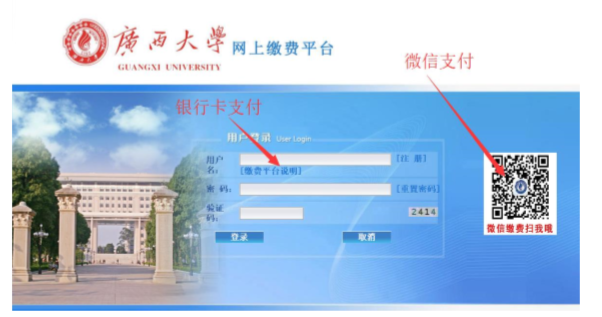 廣西大學
GUANGXI UNIVERSITY
网上缴费平台
微信支付
银行卡支付
用户登录 User Login
用户名：
[注 册]
[缴费平台说明]
密 码：
[重置密码]
验证码：
2414
登录
取消
微信缴费扫我哦